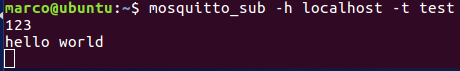 marco@ubuntu:~$ mosquitto_sub -h localhost -t test
123
hello world